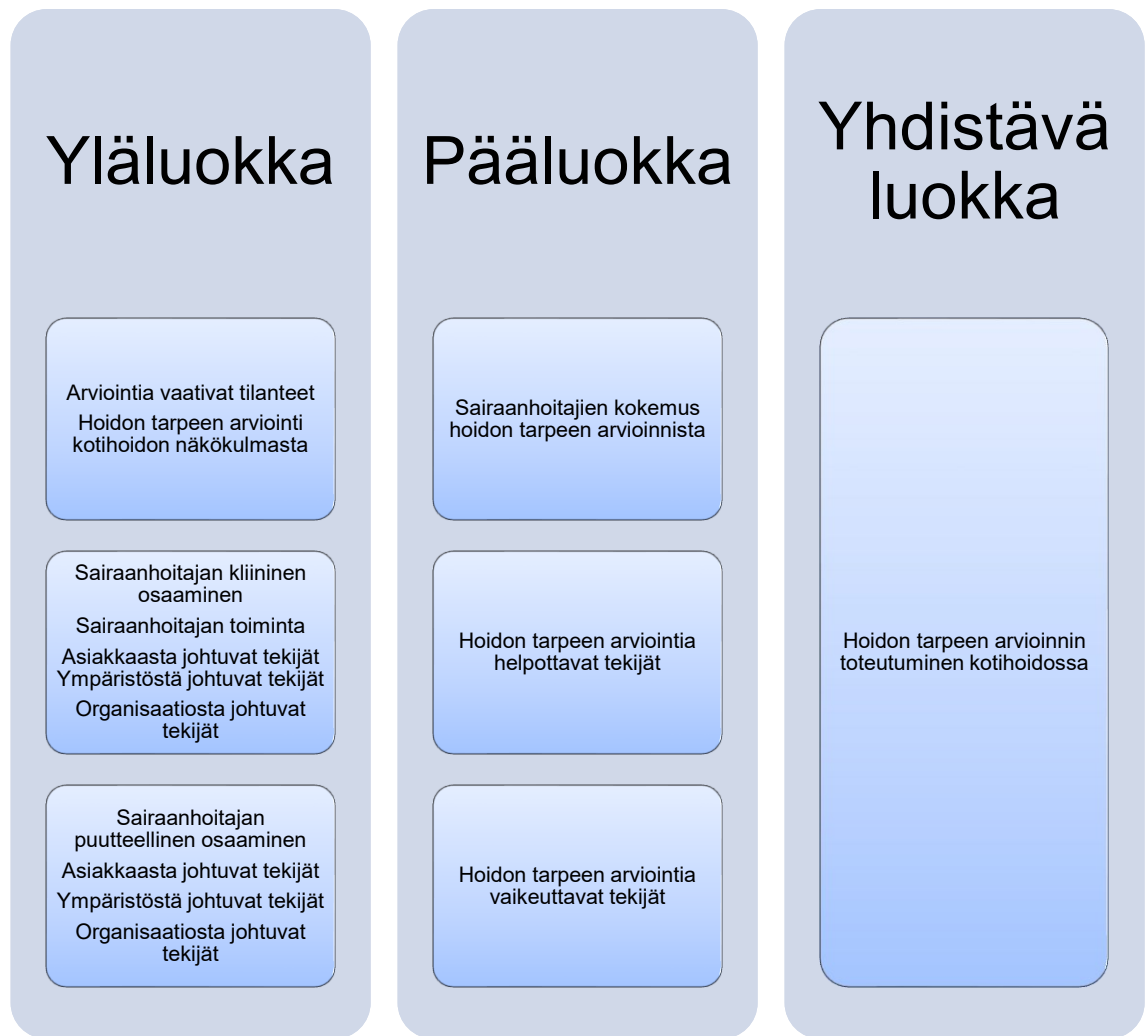 Yläluokka
Arviointia vaativat tilanteet
Hoidon tarpeen arviointi
kotihoidon näkökulmasta
Sairaanhoitajan kliininen
osaaminen
Sairaanhoitajan toiminta
Asiakkaasta johtuvat tekijät
Ympäristöstä johtuvat tekijät
Organisaatiosta johtuvat
tekijät
Sairaanhoitajan
puutteellinen osaaminen
Asiakkaasta johtuvat tekijät
Ympäristöstä johtuvat tekijät
Organisaatiosta johtuvat
tekijät
Pääluokka
Sairaanhoitajien kokemus
hoidon tarpeen arvioinnista
Hoidon tarpeen arviointia
helpottavat tekijät
Hoidon tarpeen arviointia
vaikeuttavat tekijät
Yhdistävä
luokka
Hoidon tarpeen arvioinnin
toteutuminen kotihoidossa